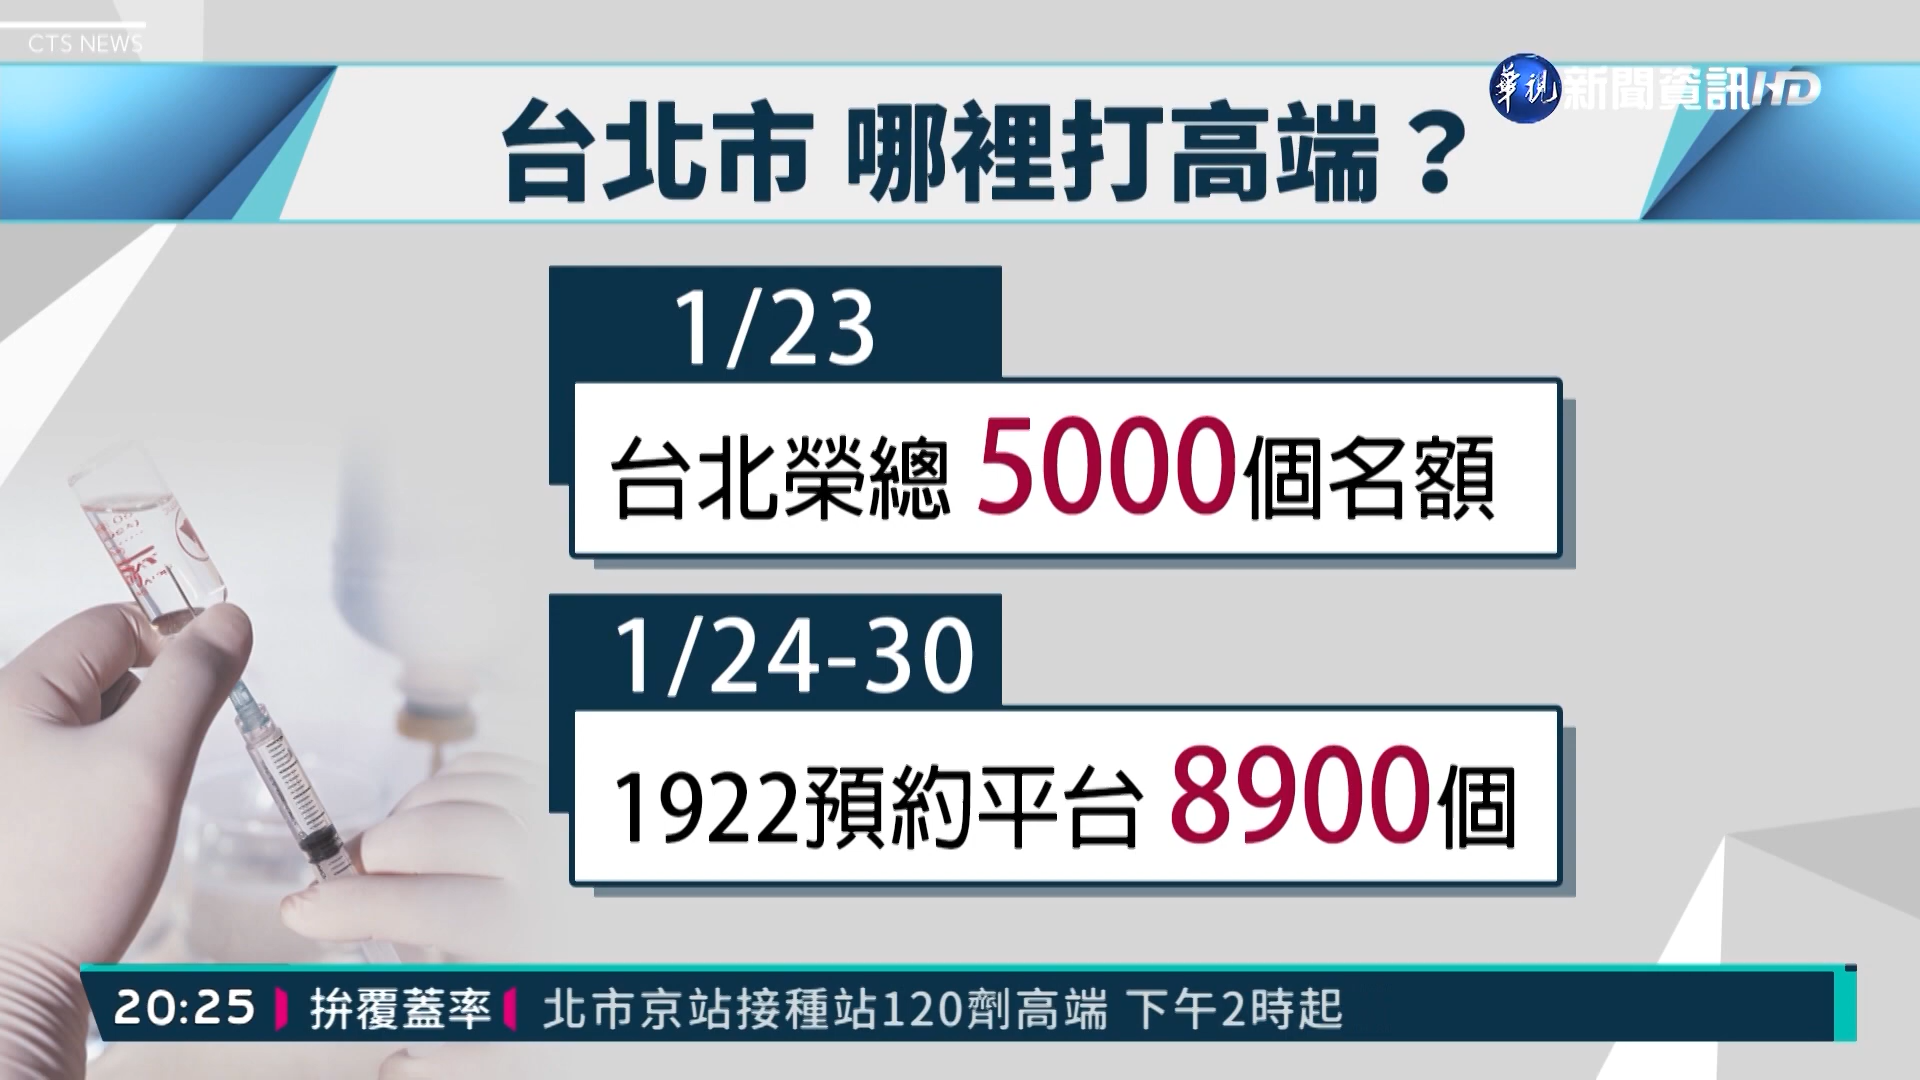 CTS NEWS
華視新聞資訊HD
台北市 哪裡打高端？
1/23
台北榮總 5000個名額
1/24-30
1922預約平台 8900個
20:25 拚覆蓋率 北市京站接種站120劑高端 下午2時起